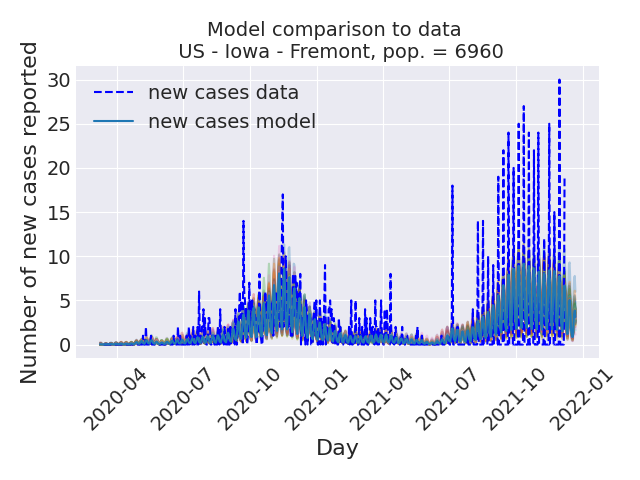 Model comparison to data
US - Iowa - Fremont, pop. = 6960
Number of new cases reported
30
25
20
15
10
5
0
new cases data
new cases model
2020-04
2020-07
2020-10
2021-01
2021-04
2021-07
2021-10
2022-01
Day